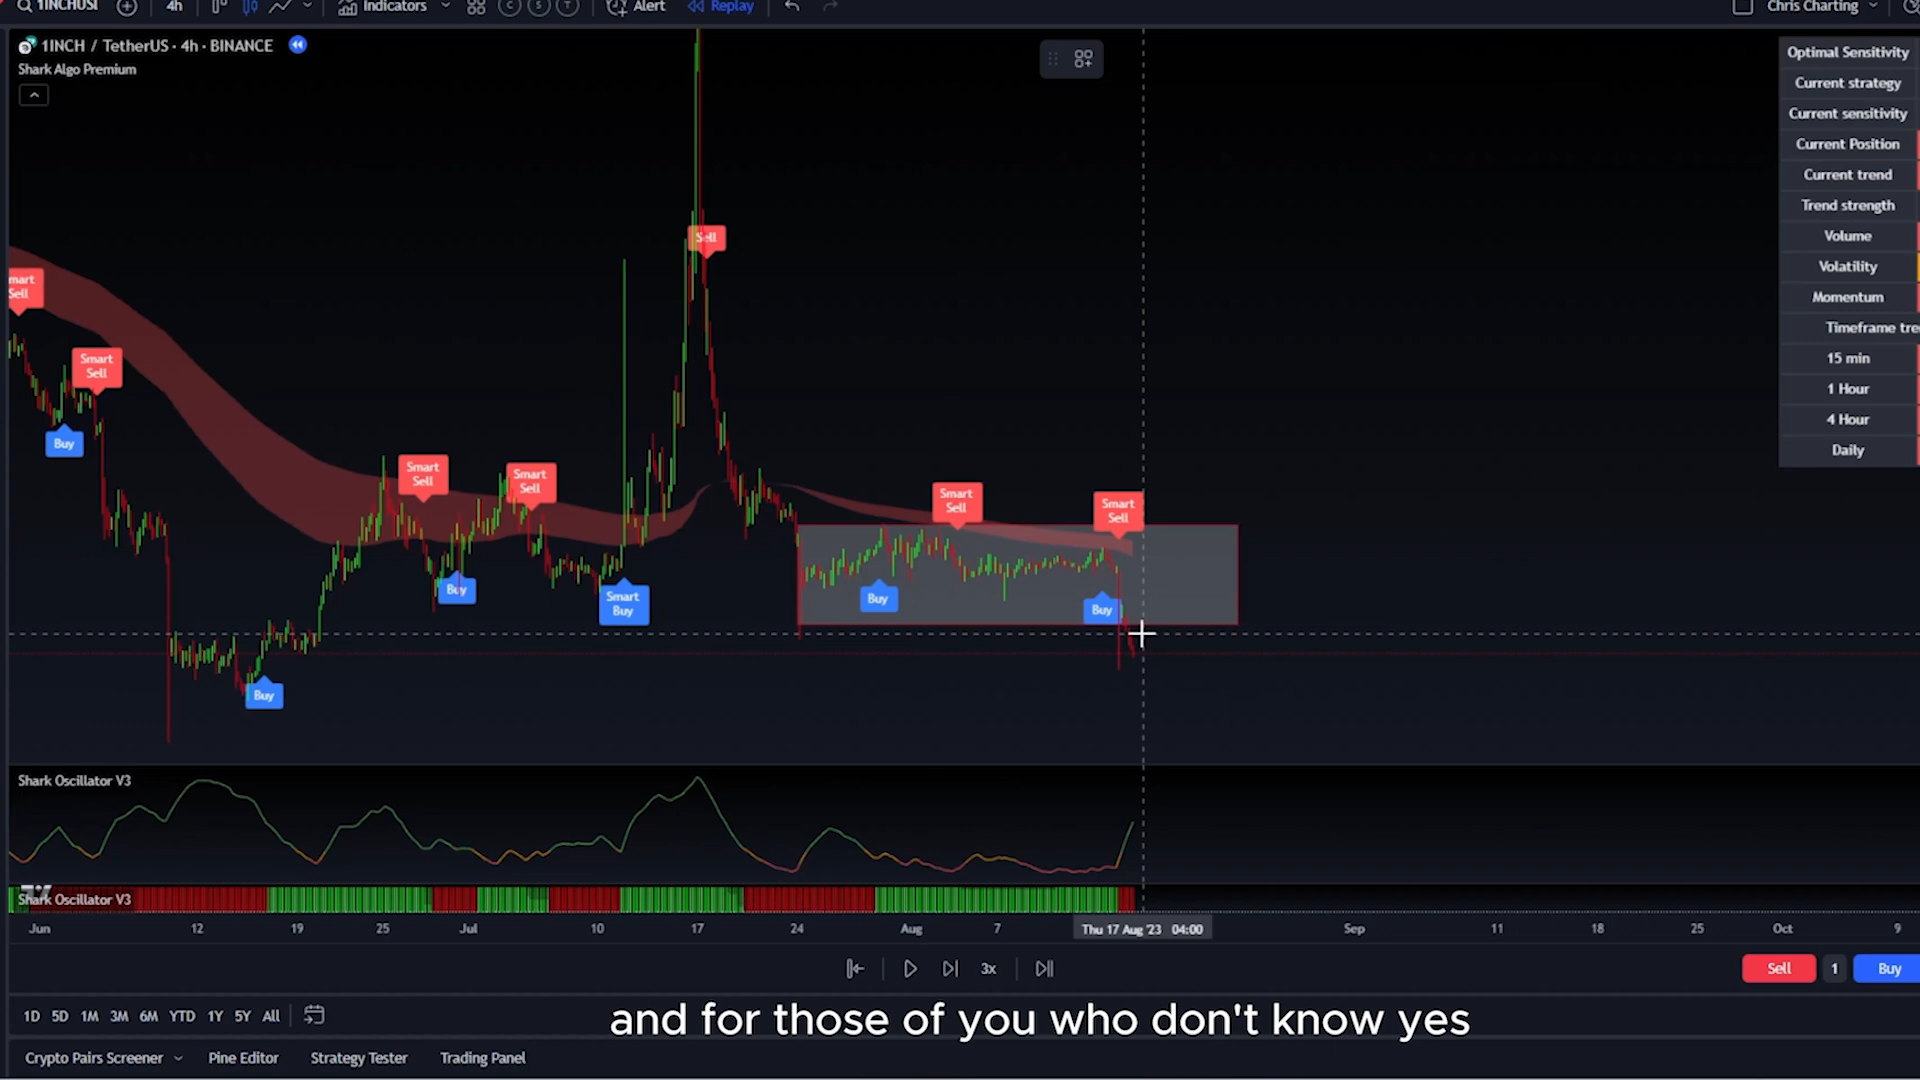 1INCHUSI
4h
Indicators
C
S
T
Alert
Replay
Chris Charting
1INCH / TetherUS · 4h · BINANCE
Shark Algo Premium
Optimal Sensitivity
Current strategy
Current sensitivity
Current Position
Current trend
Trend strength
Volume
Volatility
Momentum
Timeframe tre
15 min
1 Hour
4 Hour
Daily
Sell
mart
Sell
Smart
Sell
Smart
Sell
Smart
Sell
Smart
Sell
Smart
Sell
Buy
Buy
Smart
Buy
Buy
Buy
Buy
Shark Oscillator V3
Shark Oscillator V3
Jun
12
19
25
Jul
10
17
24
Aug
7
Thu 17 Aug '23 04:00
Sep
11
18
25
Oct
9
3x
Sell
1
Buy
1D 5D 1M 3M 6M YTD 1Y 5Y All
and for those of you who don't know yes
Crypto Pairs Screener
Pine Editor
Strategy Tester
Trading Panel